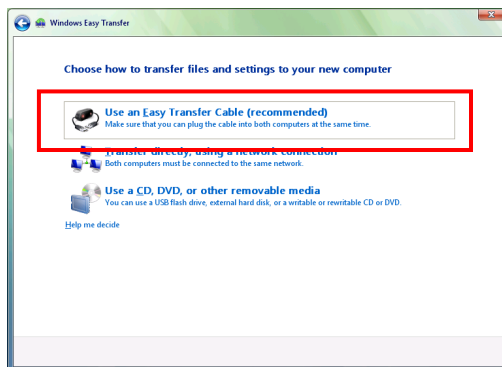 Windows Easy Transfer
Choose how to transfer files and settings to your new computer
Use an Easy Transfer Cable (recommended)
Make sure that you can plug the cable into both computers at the same time.
Transfer directly, using a network connection
Both computers must be connected to the same network.
Use a CD, DVD, or other removable media
You can use a USB flash drive, external hard disk, or a writable or rewritable CD or DVD.
Help me decide